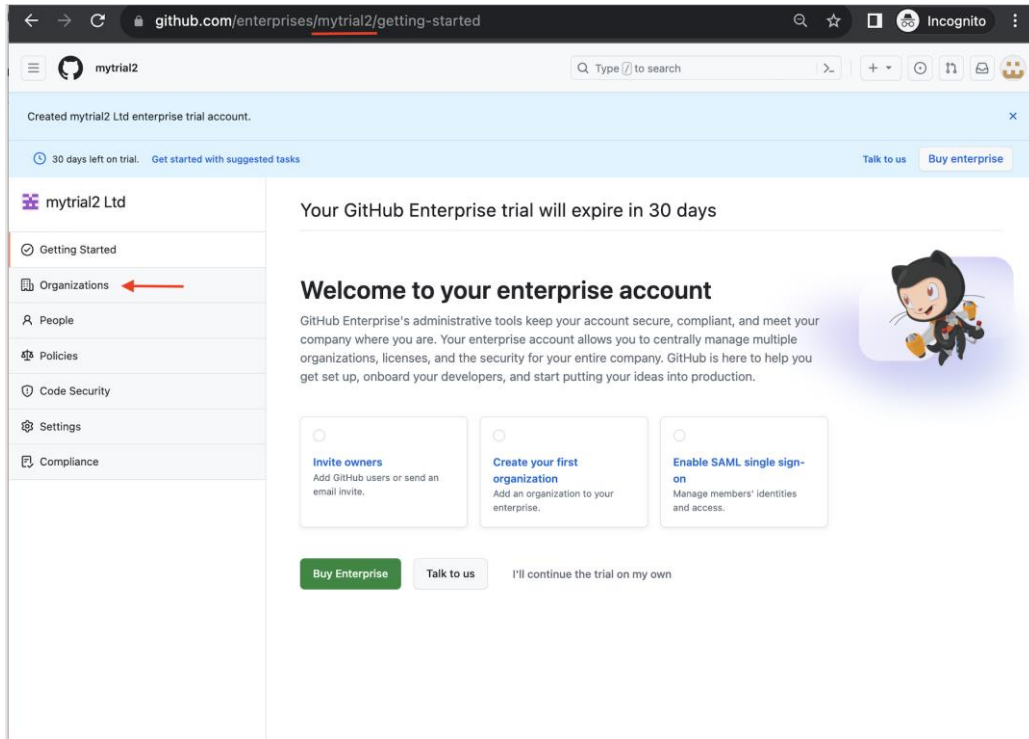 github.com/enterprises/mytrial2/getting-started
Incognito
mytrial2
Type / to search
Created mytrial2 Ltd enterprise trial account.
30 days left on trial. Get started with suggested tasks
Talk to us
Buy enterprise
mytrial2 Ltd
Getting Started
Organizations
People
Policies
Code Security
Settings
Compliance
Your GitHub Enterprise trial will expire in 30 days
Welcome to your enterprise account
GitHub Enterprise's administrative tools keep your account secure, compliant, and meet your
company where you are. Your enterprise account allows you to centrally manage multiple
organizations, licenses, and the security for your entire company. GitHub is here to help you
get set up, onboard your developers, and start putting your ideas into production.
Invite owners
Add GitHub users or send an
email invite.
Create your first
organization
Add an organization to your
enterprise.
Enable SAML single sign-
on
Manage members' identities
and access.
Buy Enterprise
Talk to us
I'll continue the trial on my own